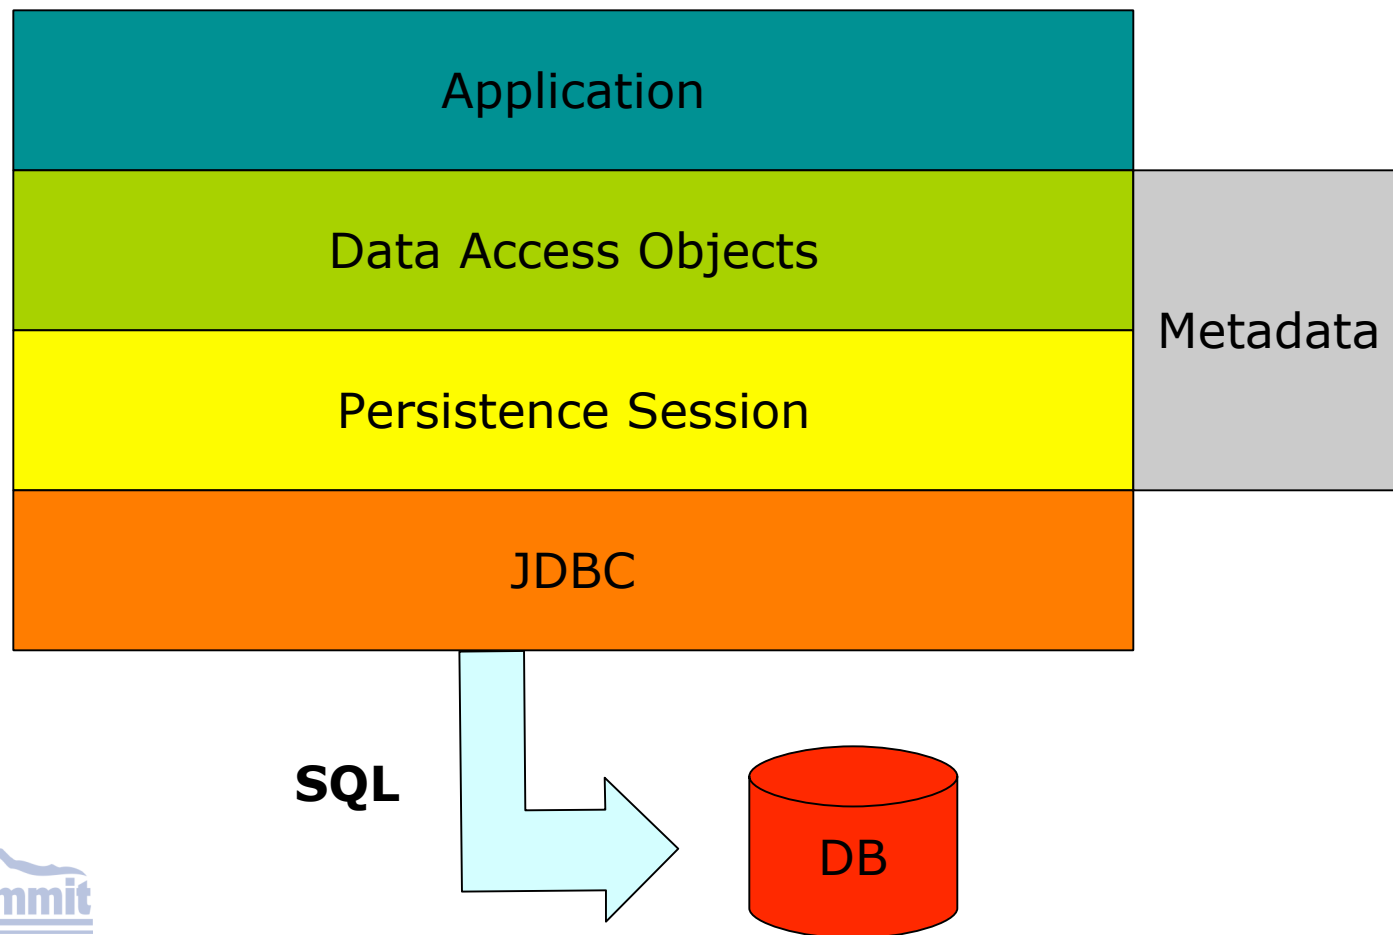 Application
Data Access Objects
Metadata
Persistence Session
JDBC
SQL
DB